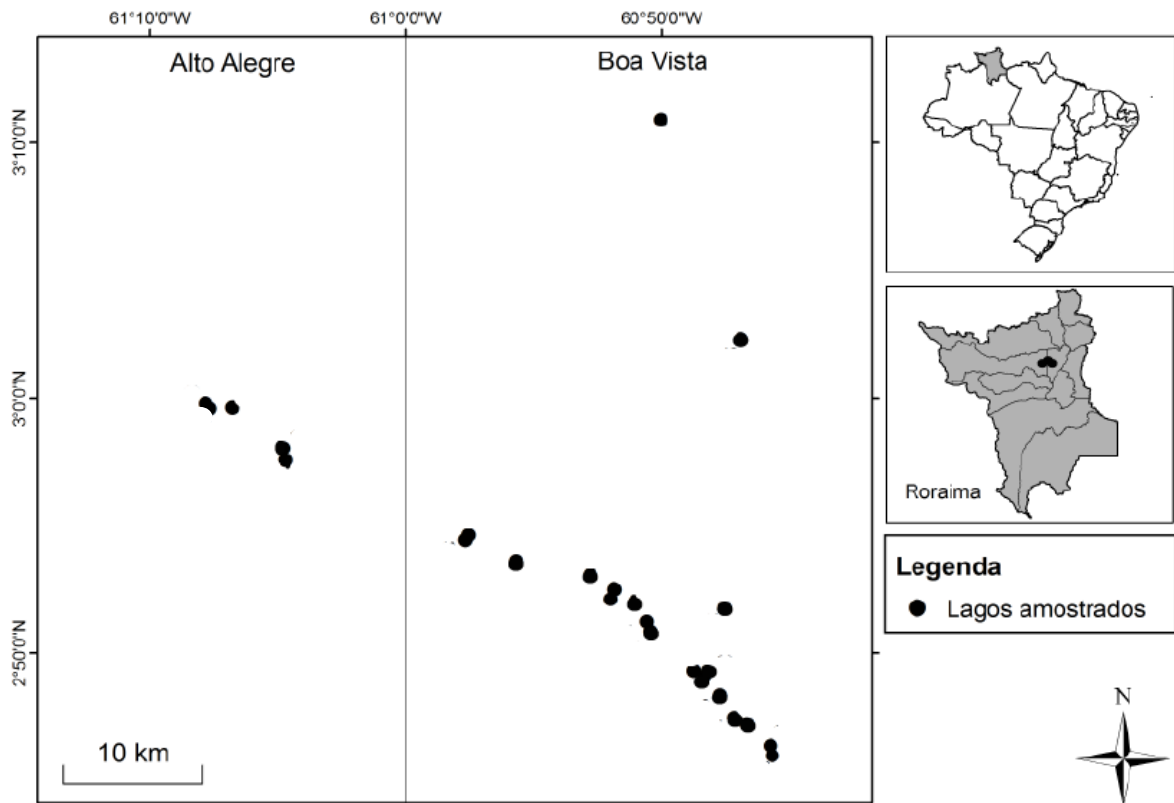 61°10'0"W 61°0'0"W 60°50'0"W
Alto Alegre Boa Vista
3°10'0"N
3°0'0"N
2°50'0"N
10 km
Roraima
Legenda
Lagos amostrados
N